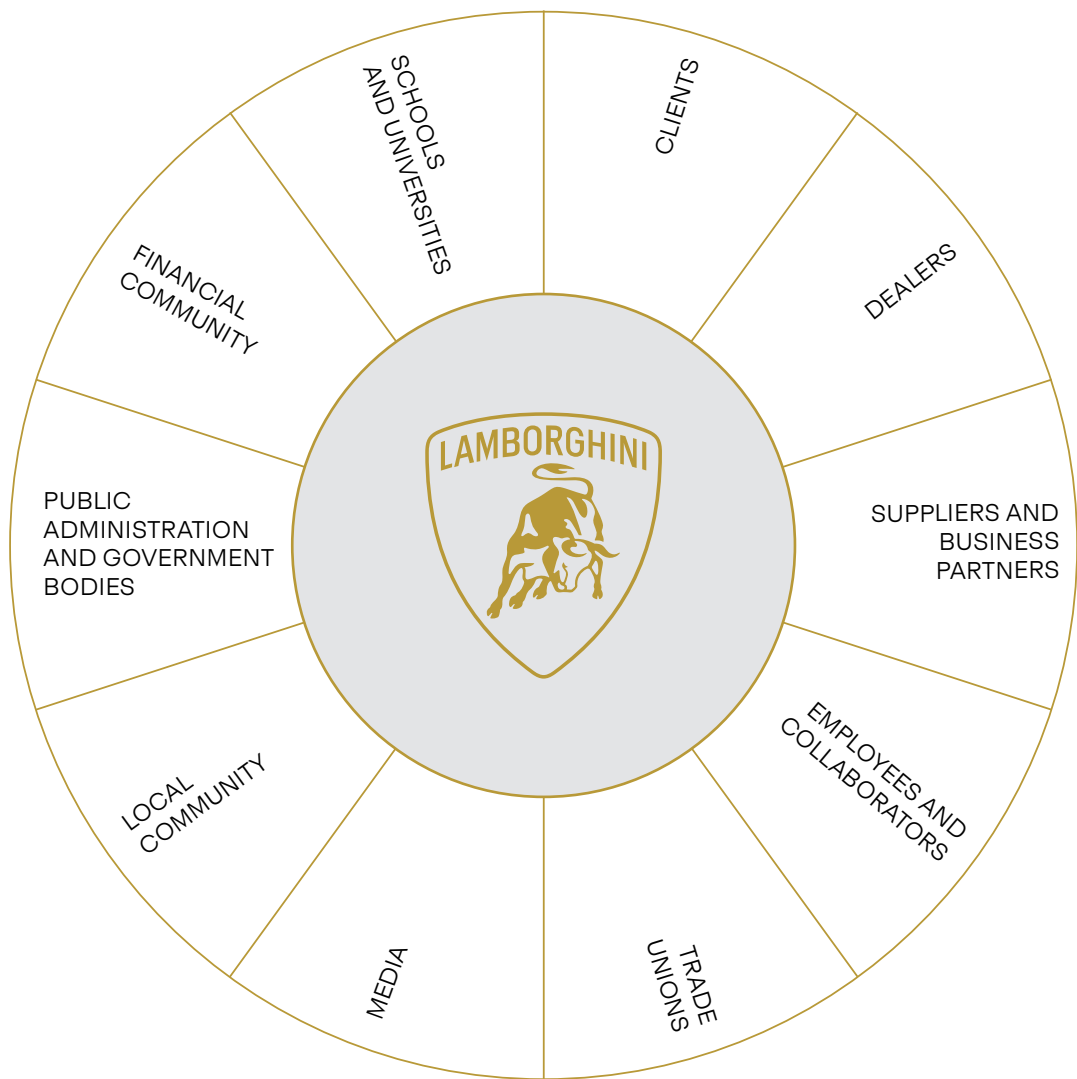 CLIENTS
DEALERS
SUPPLIERS AND
BUSINESS
PARTNERS
EMPLOYEES AND
COLLABORATORS
TRADE
UNIONS
MEDIA
LOCAL
COMMUNITY
PUBLIC
ADMINISTRATION
AND GOVERNMENT
BODIES
FINANCIAL
COMMUNITY
SCHOOLS
AND UNIVERSITIES
LAMBORGHINI